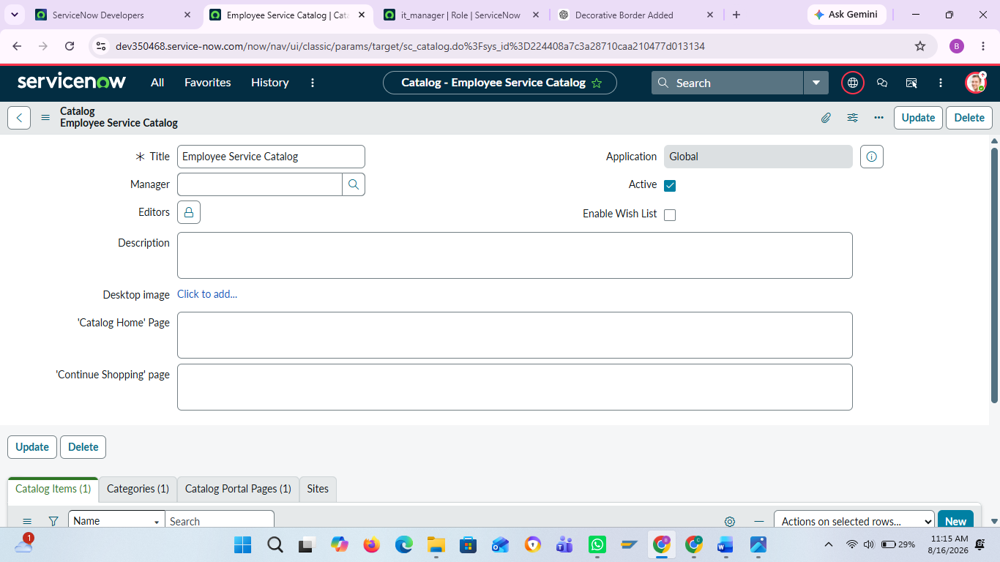 ServiceNow Developers
Employee Service Catalog | Cata
it_manager | Role | ServiceNow
Decorative Border Added
Ask Gemini
dev350468.service-now.com/now/nav/ui/classic/params/target/sc_catalog.do%3Fsys_id%3D224408a7c3a28710caa210477d013134
B
servicenow
All
Favorites
History
Catalog - Employee Service Catalog
Search
Catalog
Employee Service Catalog
Update
Delete
Title
Employee Service Catalog
Application
Global
Manager
Active
Editors
Enable Wish List
Description
Desktop image
Click to add...
'Catalog Home' Page
'Continue Shopping' page
Update
Delete
Catalog Items (1)
Categories (1)
Catalog Portal Pages (1)
Sites
Name
Search
Actions on selected rows...
New
1
29%
11:15 AM
8/16/2026